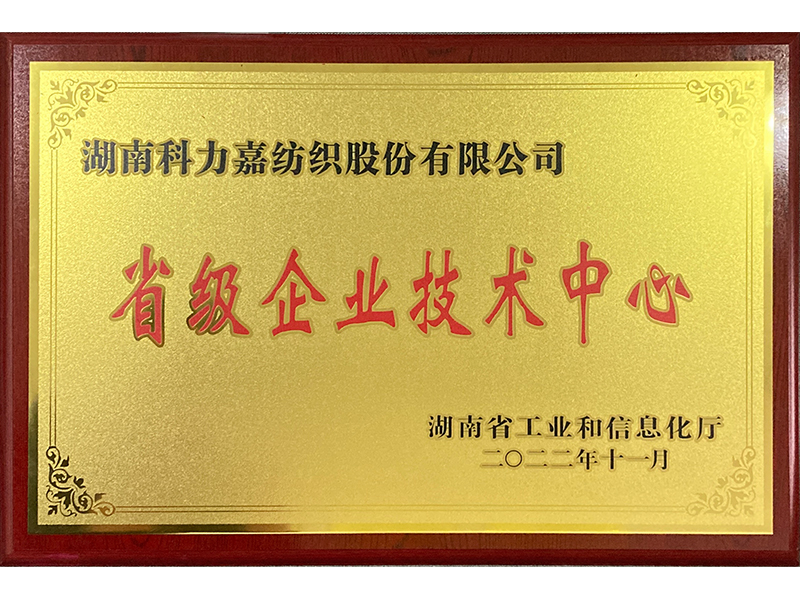 湖南科力嘉纺织股份有限公司
省级企业技术中心
湖南省工业和信息化厅
二〇二二年十一月